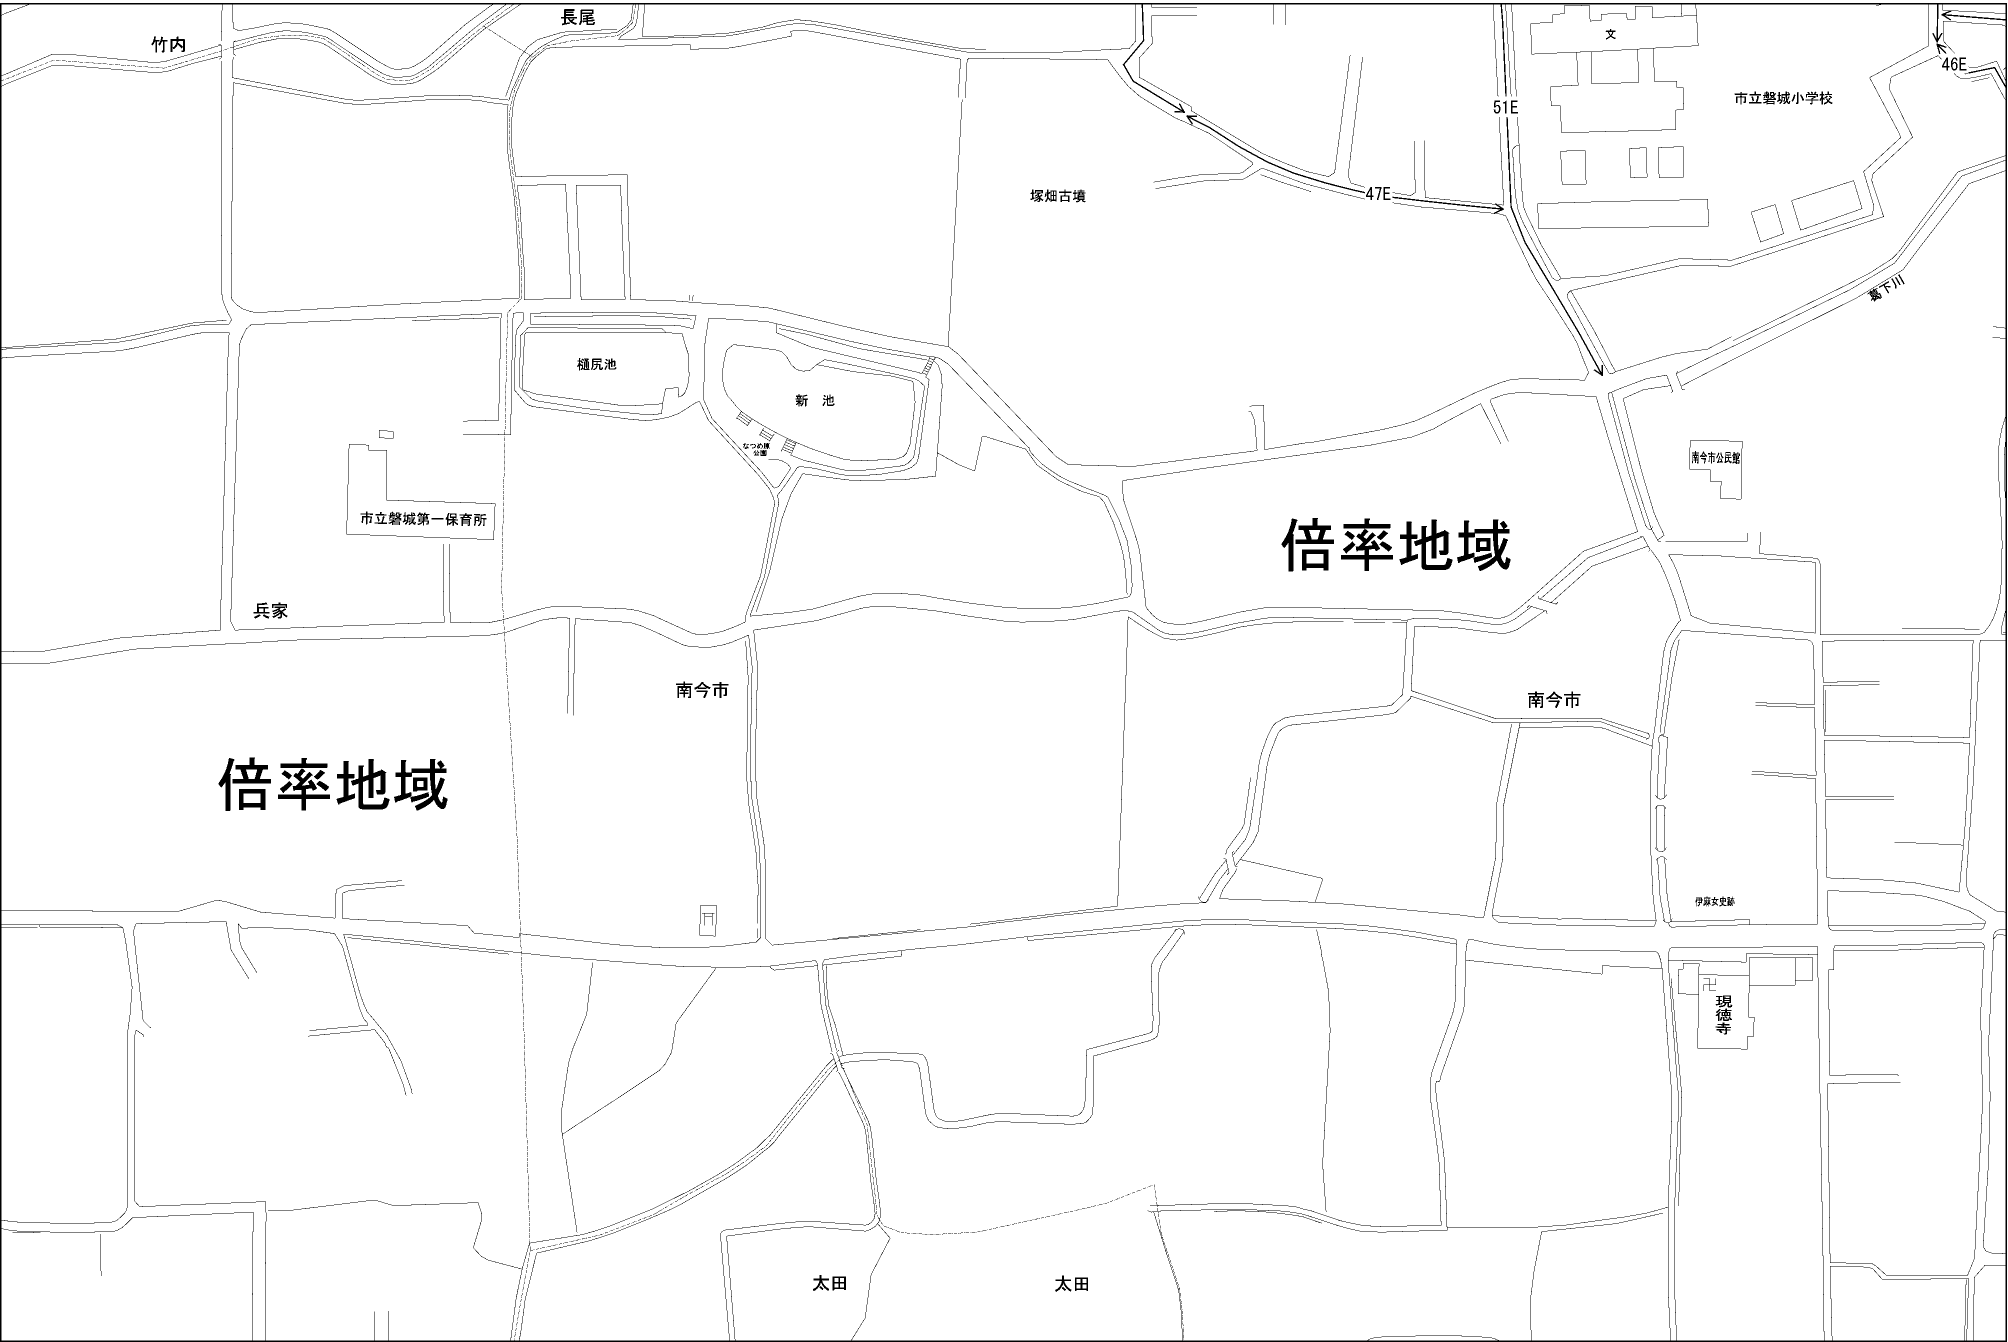 長尾
竹内
文
46E
市立磐城小学校
51E
塚畑古墳
47E
葛下川
樋尻池
新 池
なつめ原
公園
南今市公民館
市立磐城第一保育所
倍率地域
兵家
南今市
南今市
倍率地域
伊麻女史跡
卍
現徳寺
太田
太田